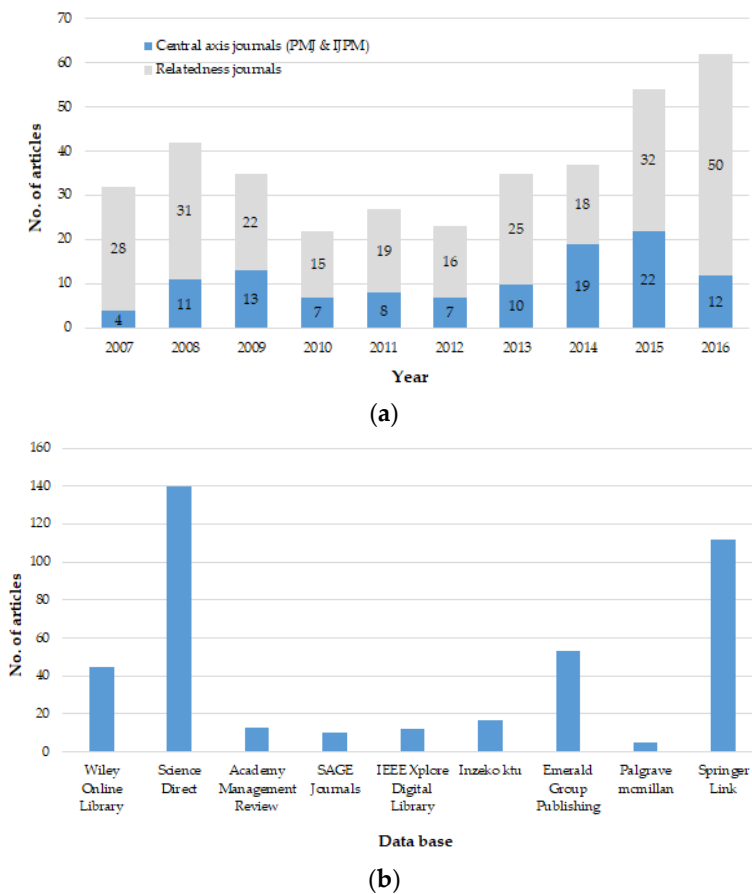 70
60
50
40
30
20
10
0
No. of articles
Central axis journals (PMJ & IJPM)
Relatedness journals
28 31 22 15 19 16 25 18 32 50
4 11 13 7 8 7 10 19 22 12
2007 2008 2009 2010 2011 2012 2013 2014 2015 2016
Year
(a)
160
140
120
100
80
60
40
20
0
No. of articles
Wiley Online Library
Science Direct
Academy Management Review
SAGE Journals
IEEE Xplore Digital Library
Inzeko ktu
Emerald Group Publishing
Palgrave mcmillan
Springer Link
Data base
(b)